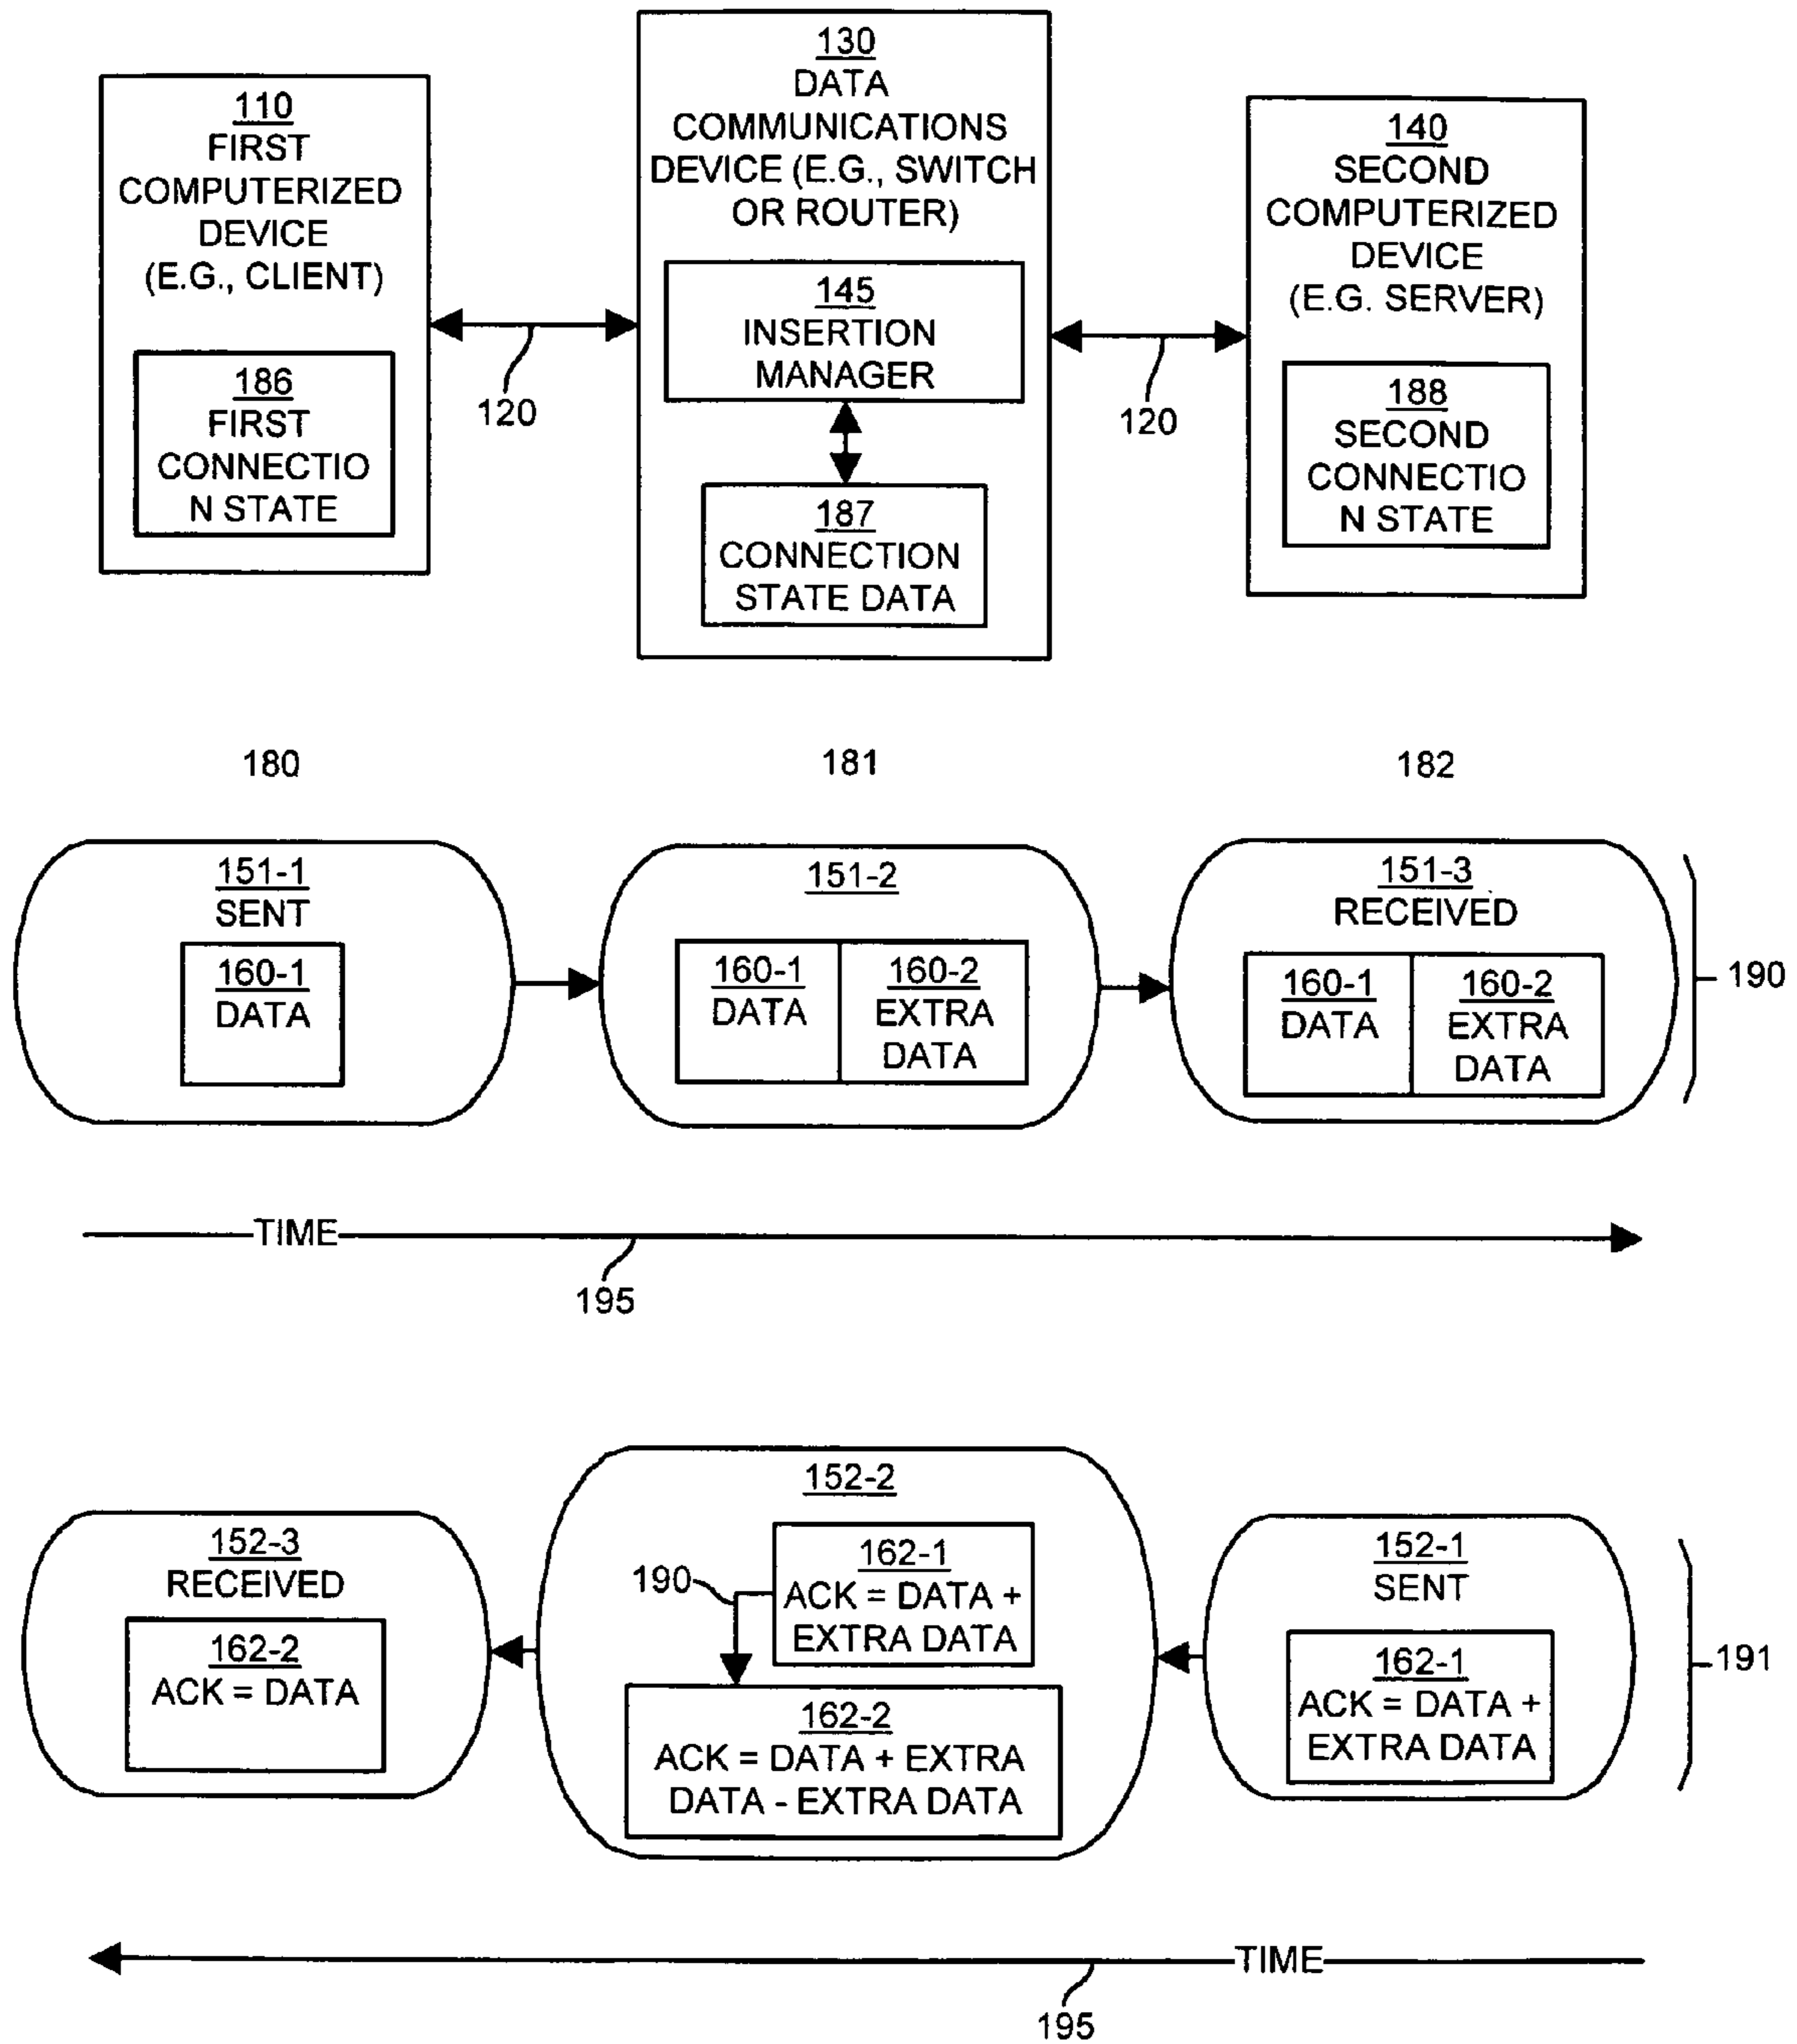 110
FIRST
COMPUTERIZED
DEVICE
(E.G., CLIENT)
186
FIRST
CONNECTIO
N STATE
120
130
DATA
COMMUNICATIONS
DEVICE (E.G., SWITCH
OR ROUTER)
145
INSERTION
MANAGER
187
CONNECTION
STATE DATA
120
140
SECOND
COMPUTERIZED
DEVICE
(E.G. SERVER)
188
SECOND
CONNECTIO
N STATE
180
181
182
151-1
SENT
160-1
DATA
151-2
160-1
DATA
160-2
EXTRA
DATA
151-3
RECEIVED
160-1
DATA
160-2
EXTRA
DATA
190
TIME
195
152-3
RECEIVED
162-2
ACK = DATA
152-2
190
162-1
ACK = DATA +
EXTRA DATA
162-2
ACK = DATA + EXTRA
DATA - EXTRA DATA
152-1
SENT
162-1
ACK = DATA +
EXTRA DATA
191
TIME
195